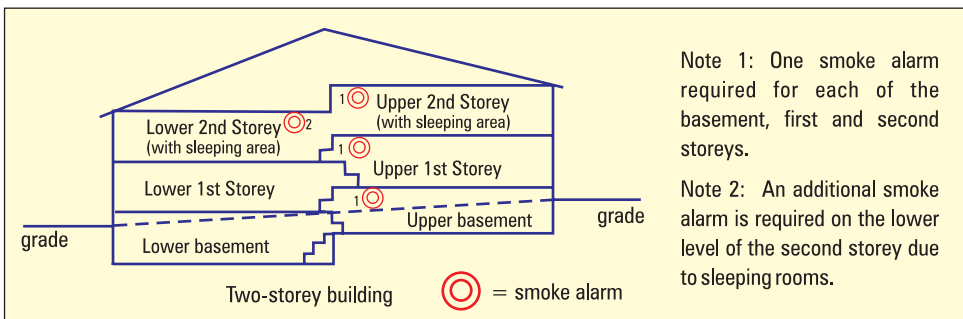 1
Upper 2nd Storey
(with sleeping area)
Lower 2nd Storey
(with sleeping area)
2
1
Upper 1st Storey
Lower 1st Storey
1
Upper basement
grade
grade
Lower basement
Two-storey building
= smoke alarm
Note 1: One smoke alarm
required for each of the
basement, first and second
storeys.
Note 2: An additional smoke
alarm is required on the lower
level of the second storey due
to sleeping rooms.